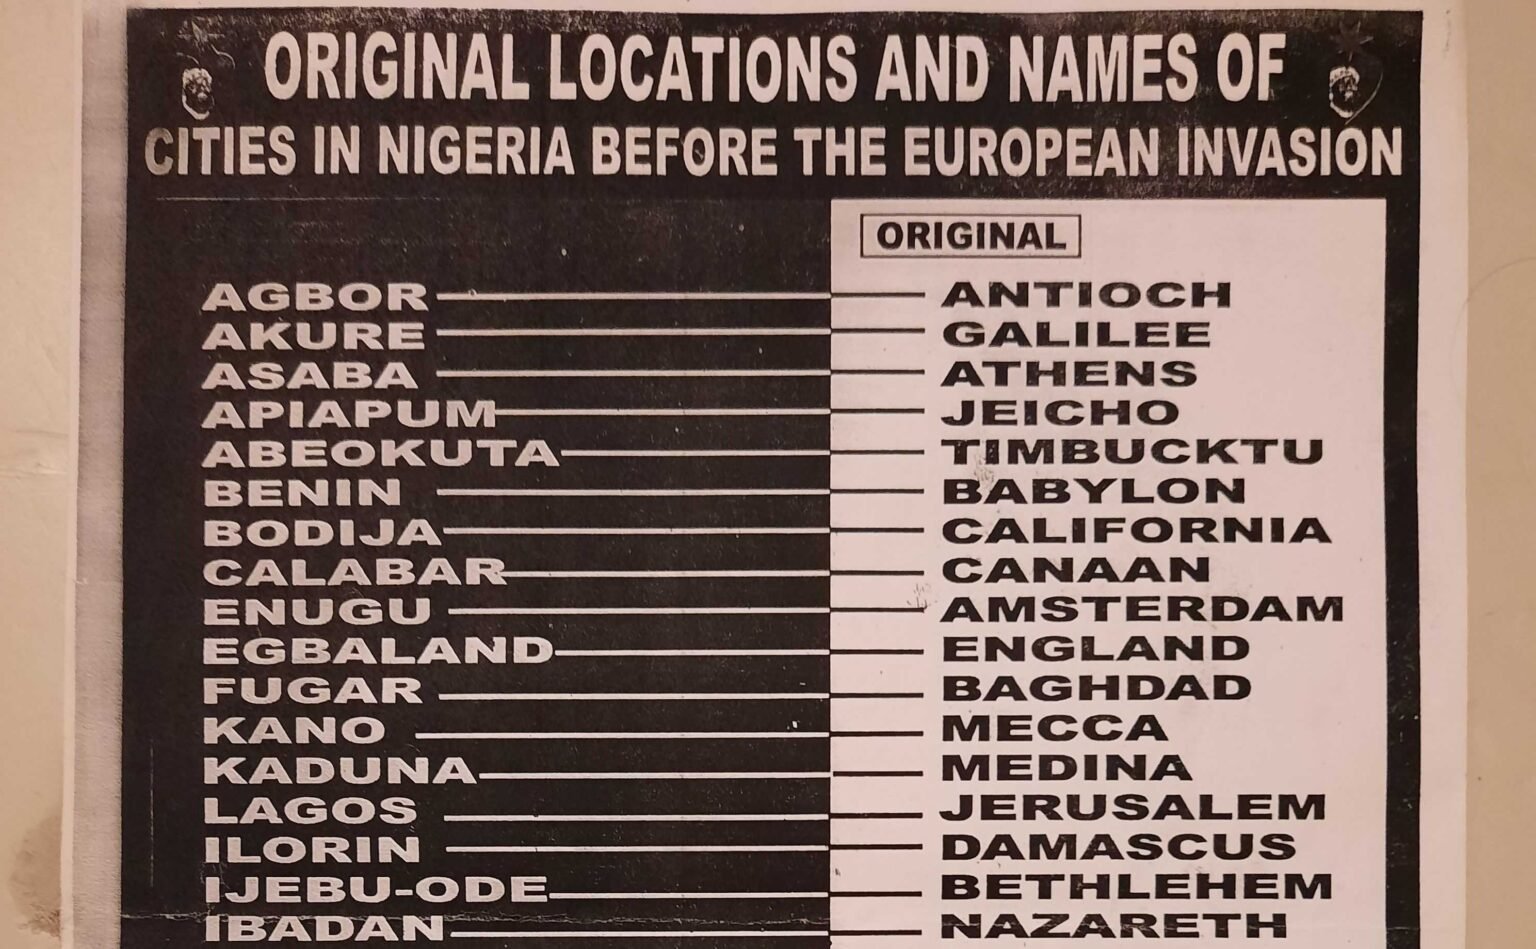 ORIGINAL LOCATIONS AND NAMES OF
CITIES IN NIGERIA BEFORE THE EUROPEAN INVASION
ORIGINAL
AGBOR ANTIOCH
AKURE GALILEE
ASABA ATHENS
APIAPUM JEICHO
ABEOKUTA TIMBUCKTU
BENIN BABYLON
BODIJA CALIFORNIA
CALABAR CANAAN
ENUGU AMSTERDAM
EGBALAND ENGLAND
FUGAR BAGHDAD
KANO MECCA
KADUNA MEDINA
LAGOS JERUSALEM
ILORIN DAMASCUS
IJEBU-ODE BETHLEHEM
IBADAN NAZARETH